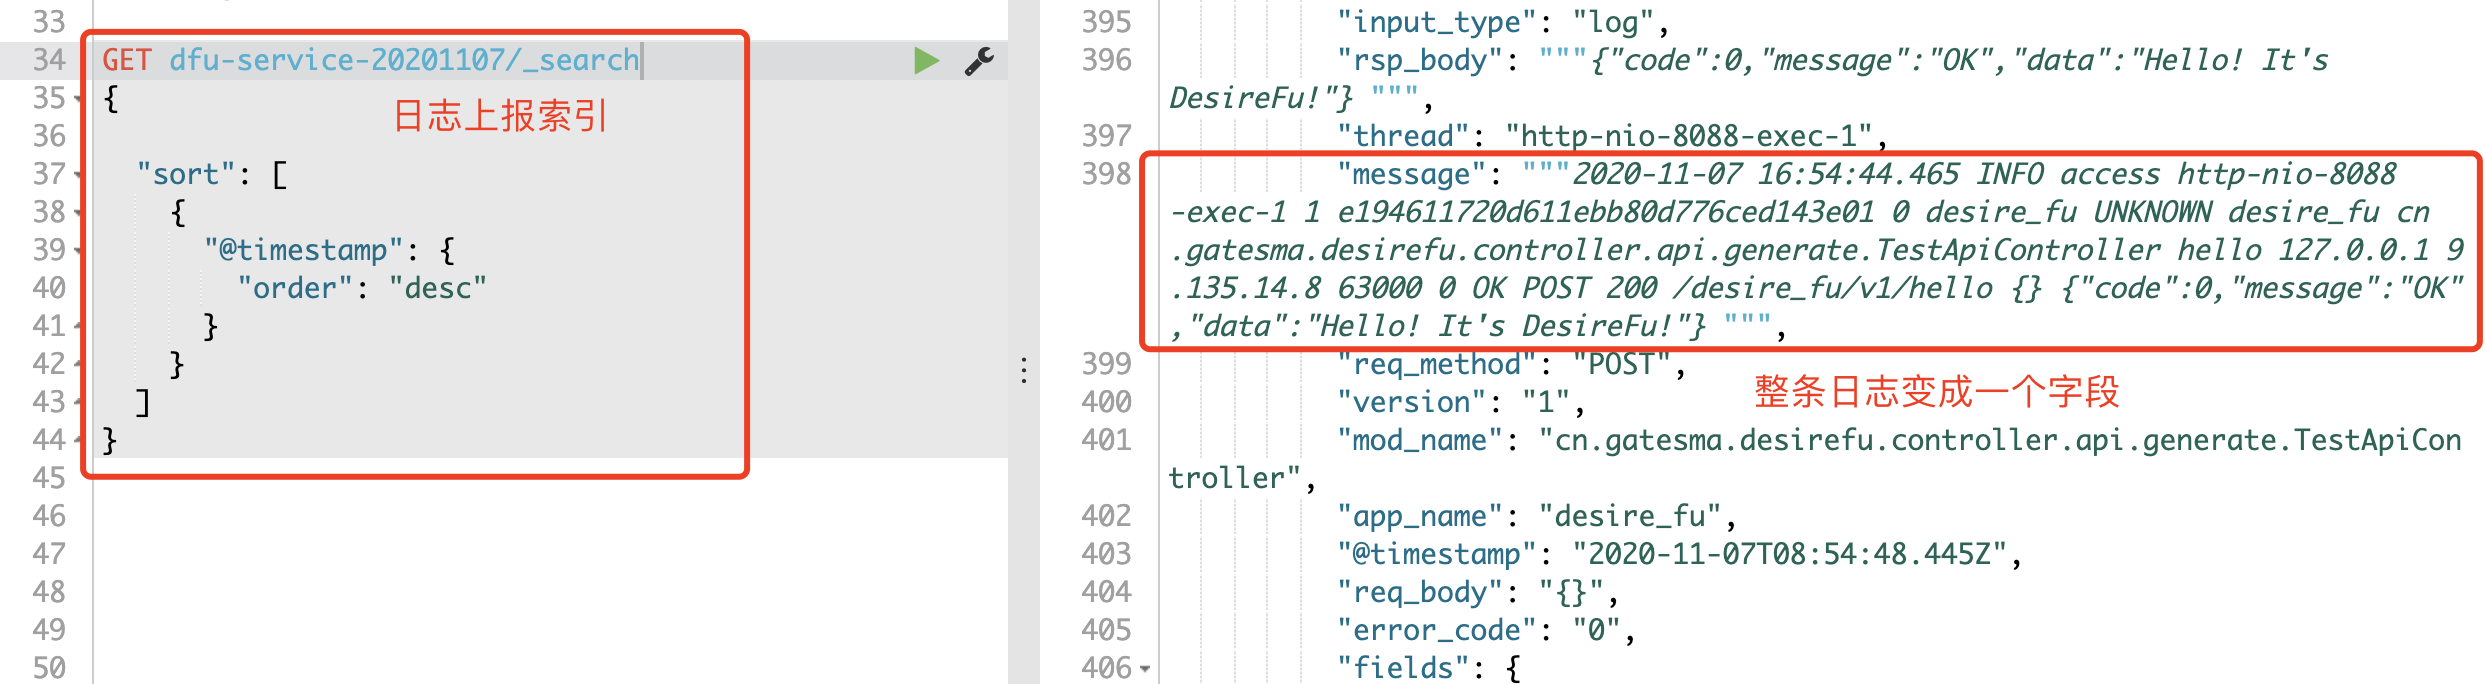 33
34 GET dfu-service-20201107/_search
35 {
日志上报索引
36
37 "sort": [
38 {
39 "@timestamp": {
40 "order": "desc"
41 }
42 }
43 ]
44 }
45
46
47
48
49
50
395 "input_type": "log",
396 "rsp_body": """{"code":0,"message":"OK","data":"Hello! It's
DesireFu!"} """,
397 "thread": "http-nio-8088-exec-1",
398 "message": """2020-11-07 16:54:44.465 INFO access http-nio-8088
-exec-1 1 e194611720d611ebb80d776ced143e01 0 desire_fu UNKNOWN desire_fu cn
.gatesma.desirefu.controller.api.generate.TestApiController hello 127.0.0.1 9
.135.14.8 63000 0 OK POST 200 /desire_fu/v1/hello {} {"code":0,"message":"OK"
,"data":"Hello! It's DesireFu!"} """,
399 "req_method": "POST",
整条日志变成一个字段
400 "version": "1",
401 "mod_name": "cn.gatesma.desirefu.controller.api.generate.TestApiCon
troller",
402 "app_name": "desire_fu",
403 "@timestamp": "2020-11-07T08:54:48.445Z",
404 "req_body": "{}",
405 "error_code": "0",
406 "fields": {